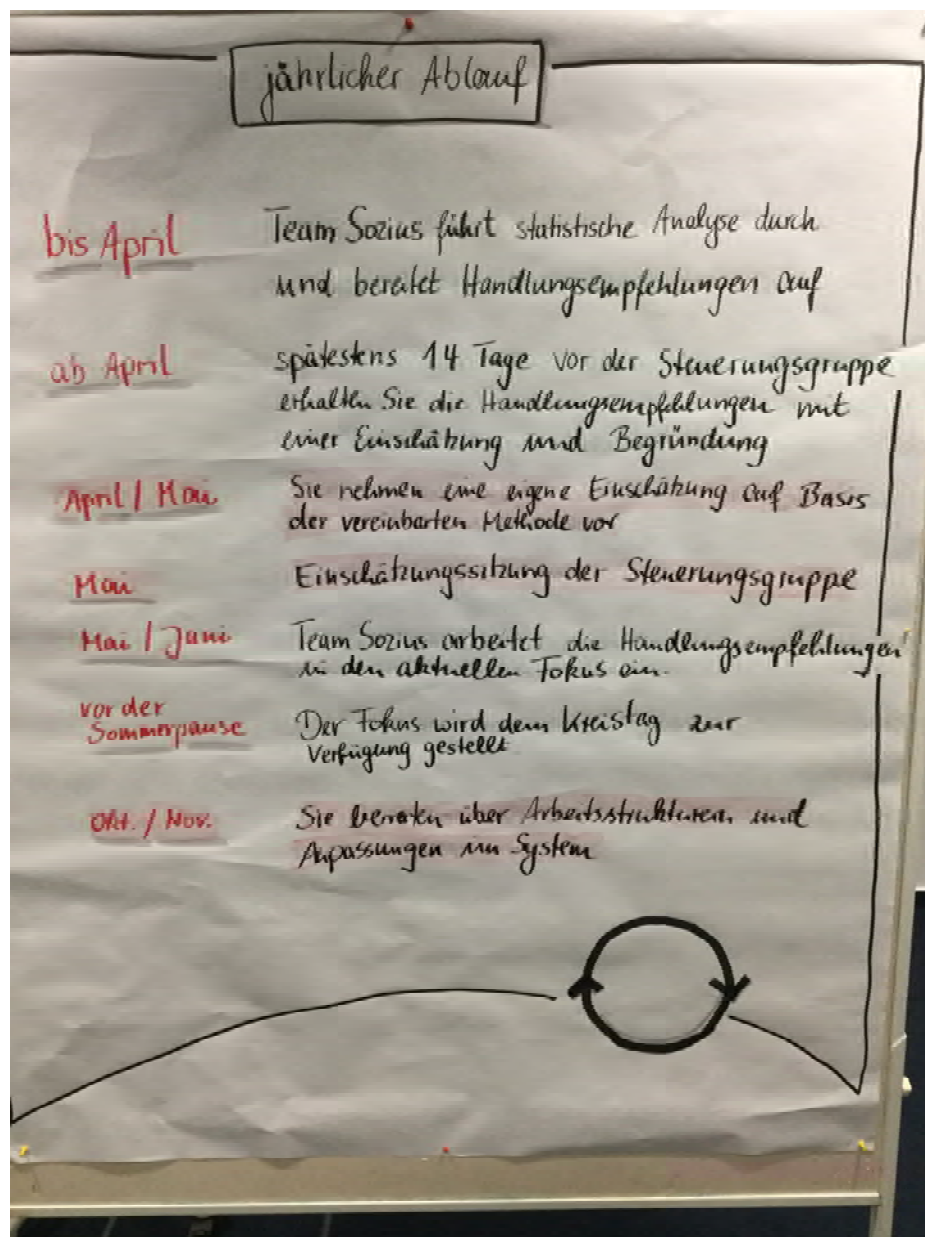 jährlicher Ablauf
bis April
Team Sozius führt statistische Analyse durch
und bereitet Handlungsempfehlungen auf
ab April
spätestens 14 Tage vor der Steuerungsgruppe
erhalten Sie die Handlungsempfehlungen mit
einer Einschätzung und Begründung
April / Mai
Sie nehmen eine eigene Einschätzung auf Basis
der vereinbarten Methode vor
Mai
Einschätzungssitzung der Steuerungsgruppe
Mai / Juni
Team Sozius arbeitet die Handlungsempfehlungen
in den aktuellen Fokus ein.
vor der
Sommerpause
Der Fokus wird dem Kreistag zur
Verfügung gestellt
Okt. / Nov.
Sie beraten über Arbeitsstrukturen und
Anpassungen im System